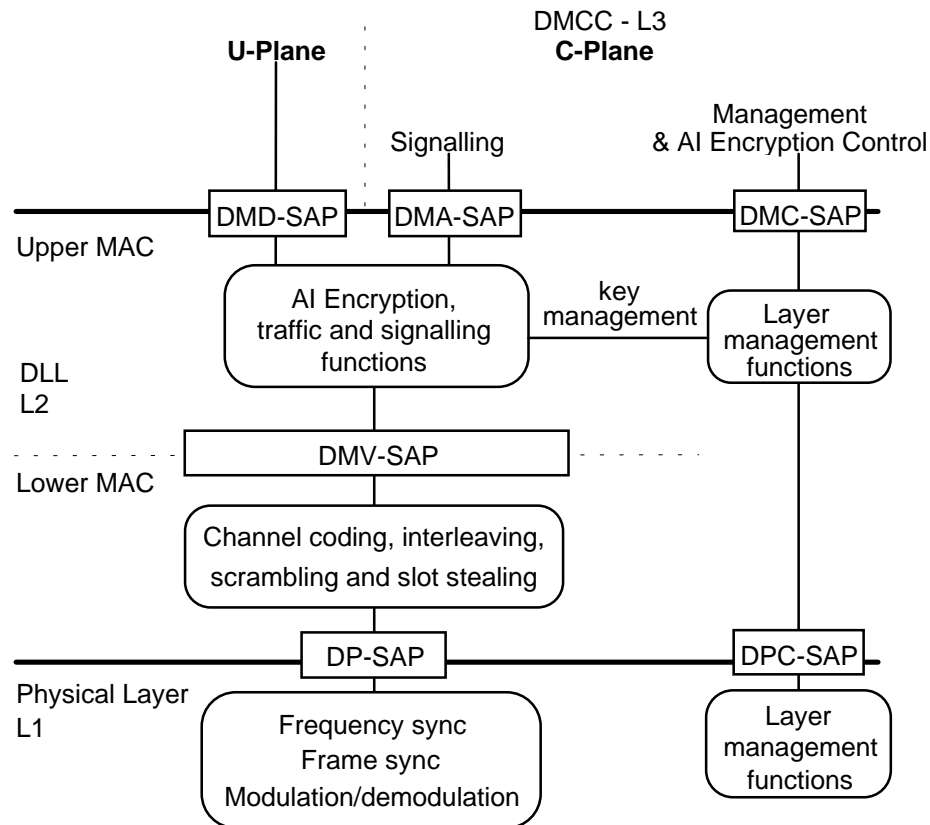 DMCC - L3
U-Plane
C-Plane
Management
& AI Encryption Control
Signalling
DMD-SAP
DMA-SAP
DMC-SAP
Upper MAC
AI Encryption,
traffic and signalling
functions
key
management
Layer
management
functions
DLL
L2
DMV-SAP
Lower MAC
Channel coding, interleaving,
scrambling and slot stealing
DP-SAP
DPC-SAP
Physical Layer
L1
Frequency sync
Frame sync
Modulation/demodulation
Layer
management
functions